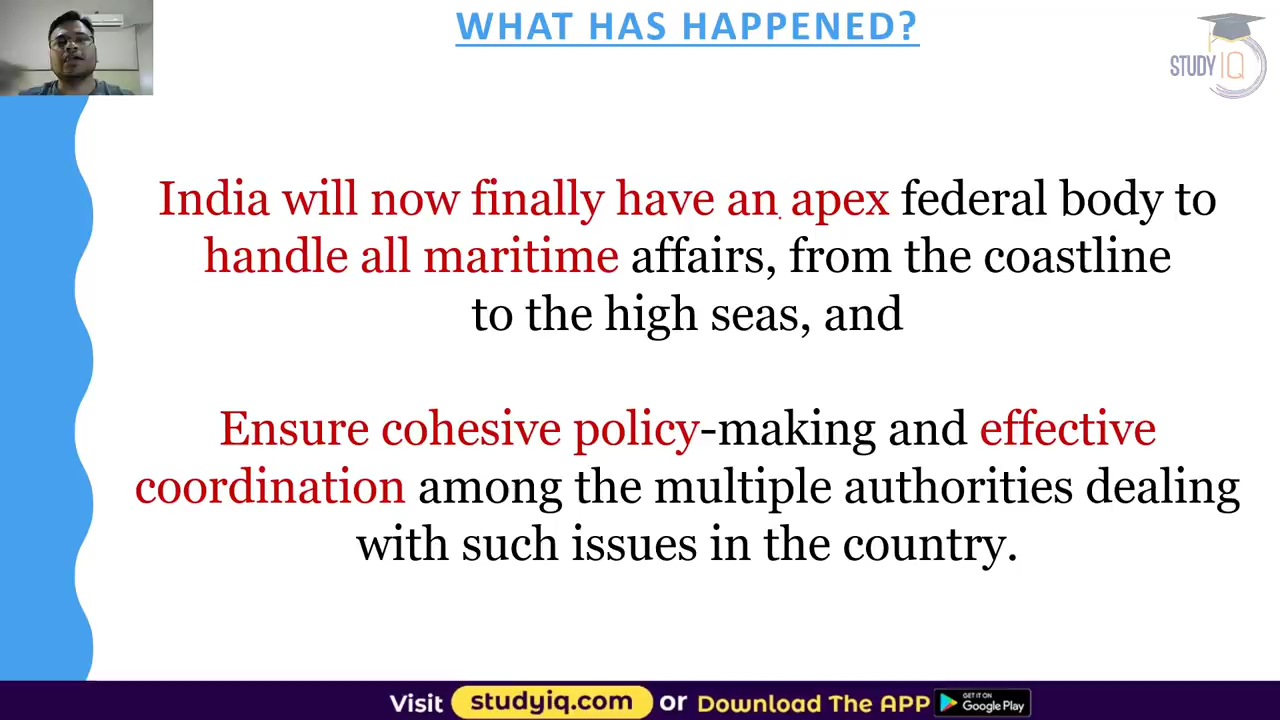 WHAT HAS HAPPENED?
STUDY IQ
India will now finally have an apex federal body to
handle all maritime affairs, from the coastline
to the high seas, and
Ensure cohesive policy-making and effective
coordination among the multiple authorities dealing
with such issues in the country.
Visit studyiq.com or Download The APP GET IT ON Google Play